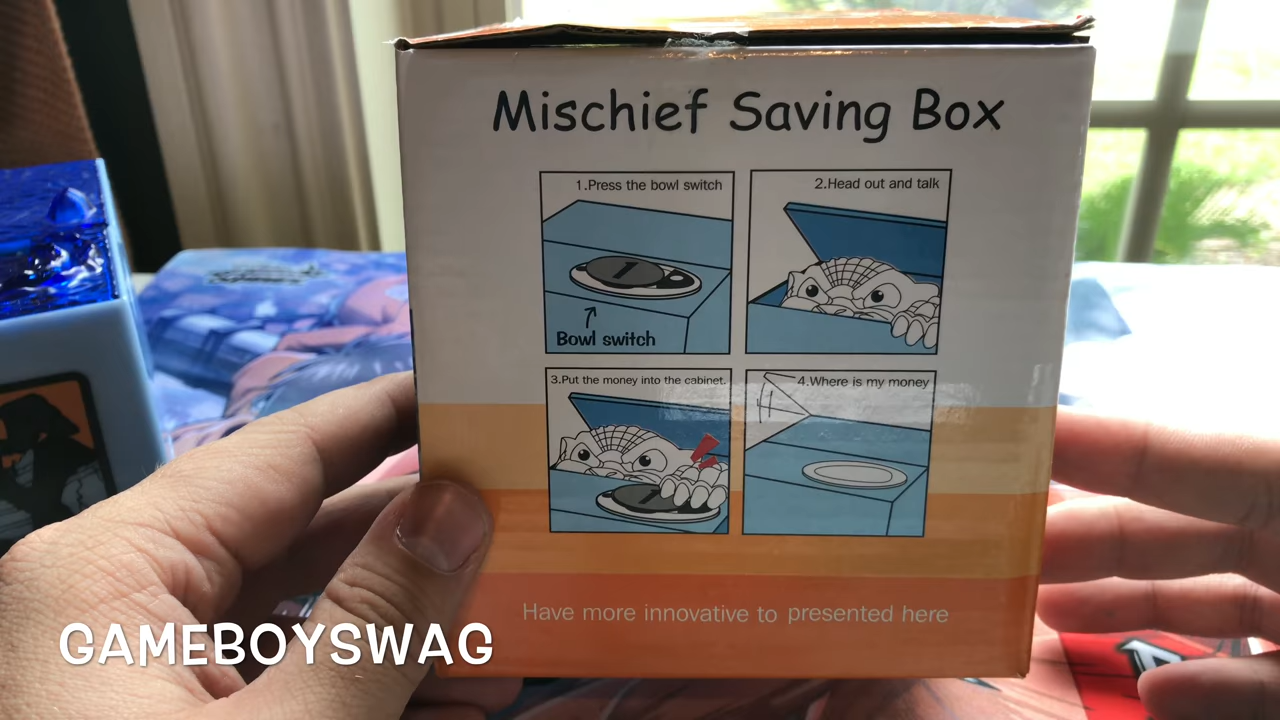 Mischief Saving Box
1.Press the bowl switch
Bowl switch
2.Head out and talk
3.Put the money into the cabinet.
4.Where is my money
Have more innovative to presented here
GAMEBOYSWAG